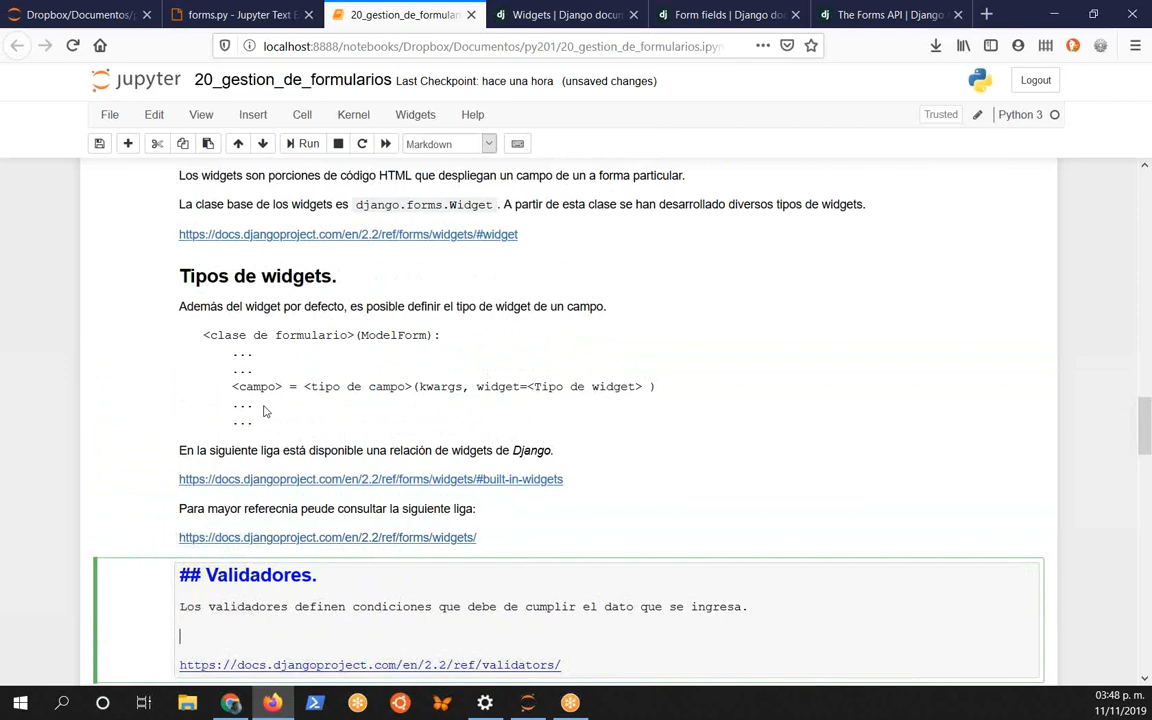 Dropbox/Documentos/p
forms.py - Jupyter Text E
20_gestion_de_formulari
Widgets | Django docum
Form fields | Django do
The Forms API | Django
localhost:8888/notebooks/Dropbox/Documentos/py201/20_gestion_de_formularios.ipyn
jupyter 20_gestion_de_formularios Last Checkpoint: hace una hora (unsaved changes)
Logout
File Edit View Insert Cell Kernel Widgets Help
Trusted
Python 3
Run
Markdown
Los widgets son porciones de código HTML que despliegan un campo de un a forma particular.
La clase base de los widgets es django.forms.Widget. A partir de esta clase se han desarrollado diversos tipos de widgets.
https://docs.djangoproject.com/en/2.2/ref/forms/widgets/#widget
Tipos de widgets.
Además del widget por defecto, es posible definir el tipo de widget de un campo.
<clase de formulario>(ModelForm):
...
...
<campo> = <tipo de campo>(kwargs, widget=<Tipo de widget> )
...
...
En la siguiente liga está disponible una relación de widgets de Django.
https://docs.djangoproject.com/en/2.2/ref/forms/widgets/#built-in-widgets
Para mayor referecnia peude consultar la siguiente liga:
https://docs.djangoproject.com/en/2.2/ref/forms/widgets/
## Validadores.
Los validadores definen condiciones que debe de cumplir el dato que se ingresa.
https://docs.djangoproject.com/en/2.2/ref/validators/
03:48 p. m.
11/11/2019